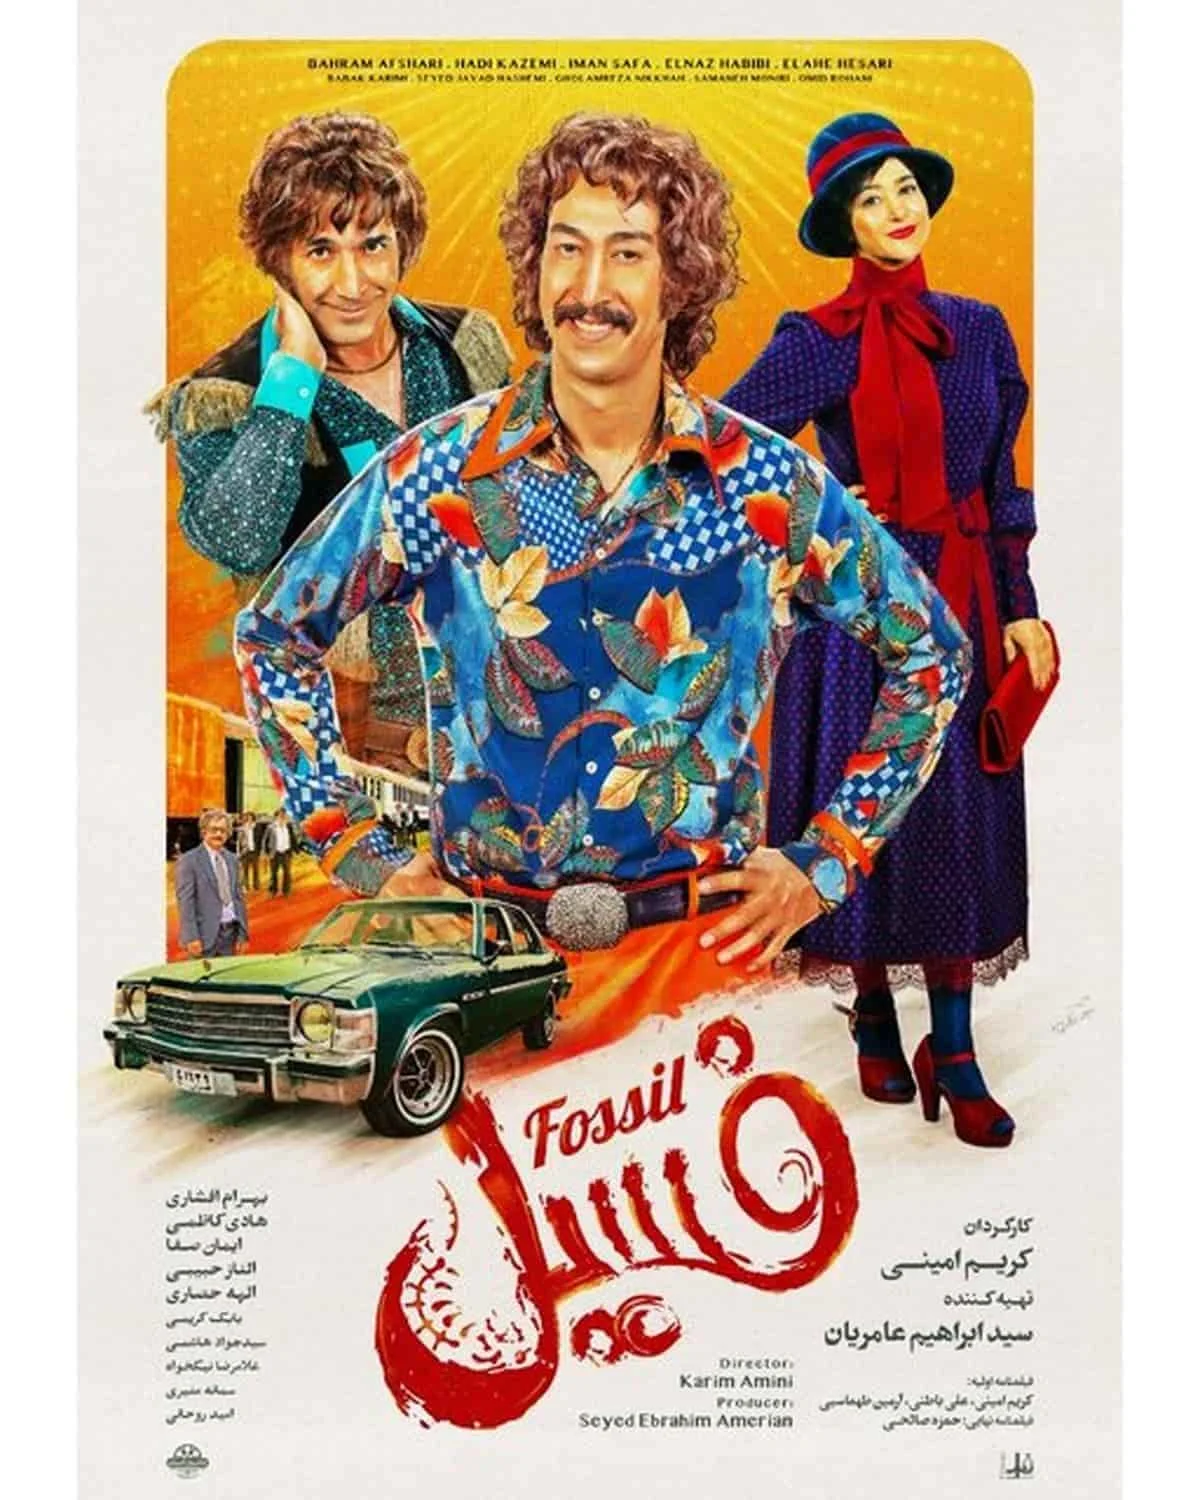 BAHRAM AFSHARI . HADI KAZEMI . IMAN SAFA . ELNAZ HABIBI . ELAHE HESARI
BABAK KARIMI . SEYED JAVAD HASHEMI . GHOLAMREZA NIKKHAH . SAMANEH MONIRI . OMID ROHANI
Fossil
فسیل
بهرام افشاری
هادی کاظمی
ایمان صفا
الناز حبیبی
الهه حصاری
بابک کریمی
سیدجواد هاشمی
غلامرضا نیکخواه
سمانه منیری
امید روحانی
کارگردان
کریم امینی
تهیه‌کننده
سید ابراهیم عامریان
فیلمنامه اولیه:
کریم امینی، علی باطنی، آرمین طهماسبی
فیلمنامه نهایی: حمزه صالحی
Director:
Karim Amini
Producer:
Seyed Ebrahim Amerian